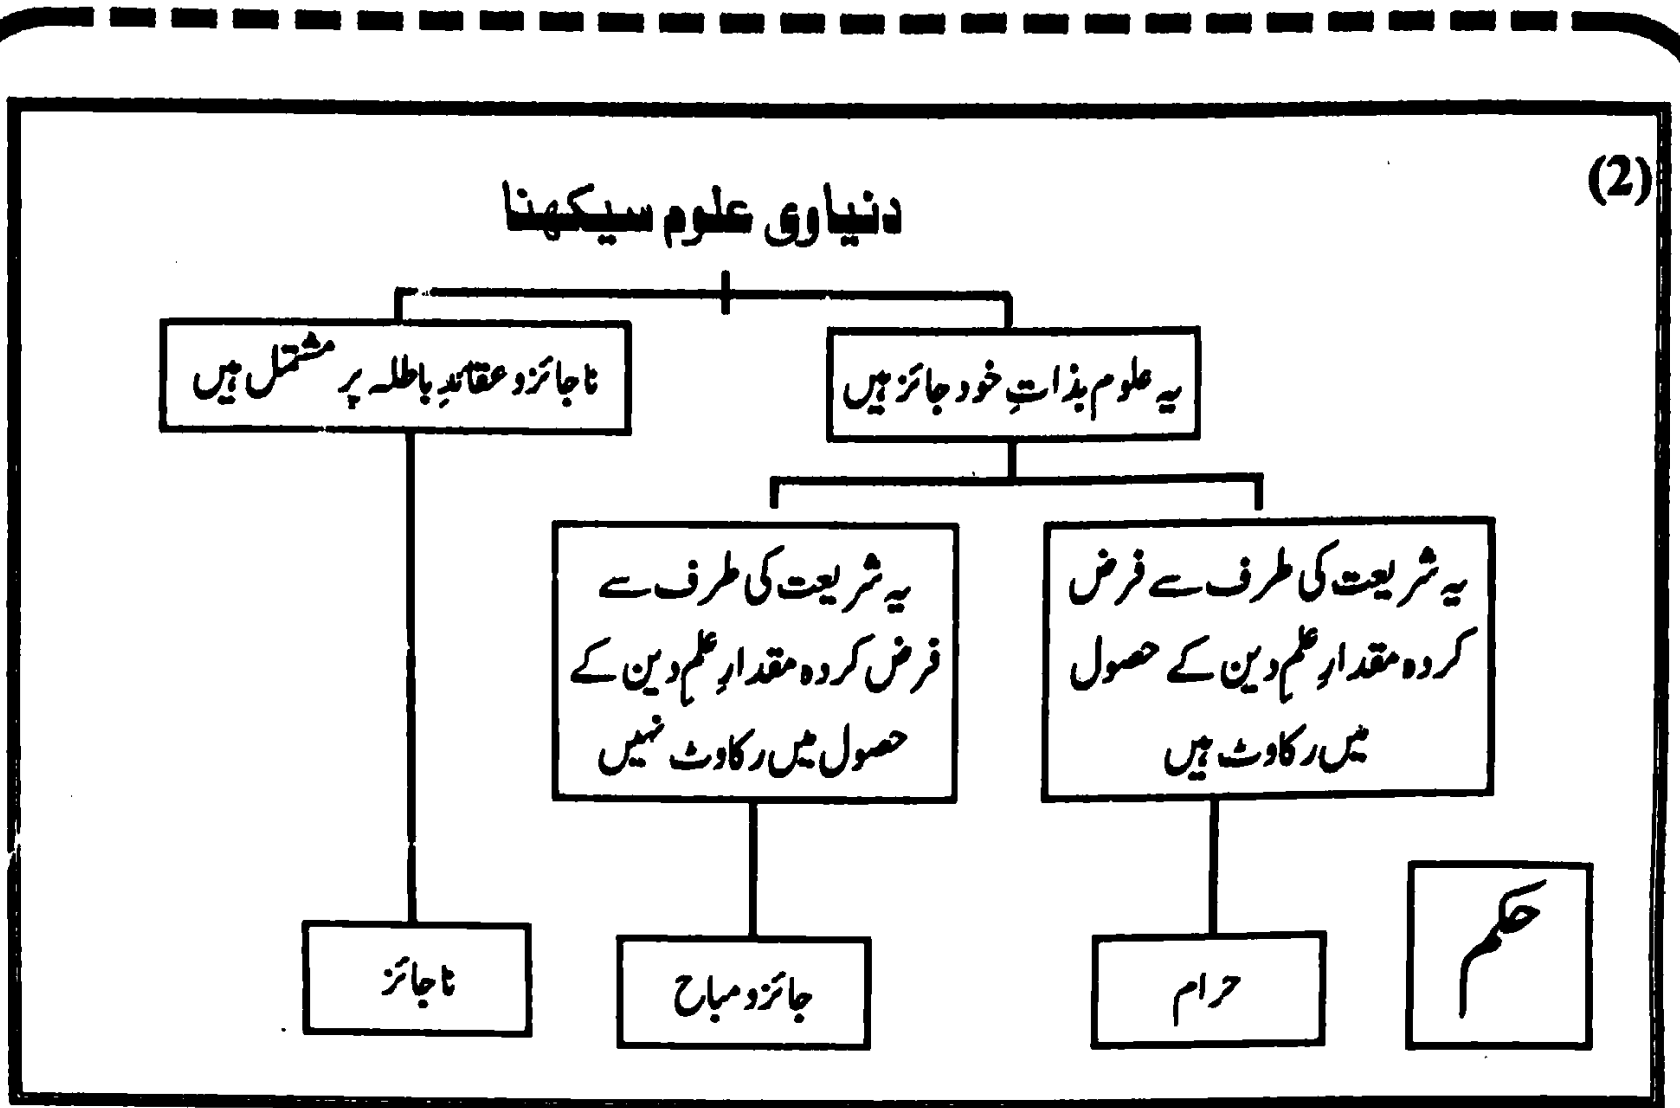 (2)
دنیاوی علوم سیکھنا
یہ علوم بذاتِ خود جائز ہیں
ناجائز و عقائدِ باطلہ پر مشتمل ہیں
یہ شریعت کی طرف سے فرض
کردہ مقدارِ علمِ دین کے حصول
میں رکاوٹ ہیں
یہ شریعت کی طرف سے
فرض کردہ مقدارِ علمِ دین کے
حصول میں رکاوٹ نہیں
حکم
حرام
جائز و مباح
ناجائز